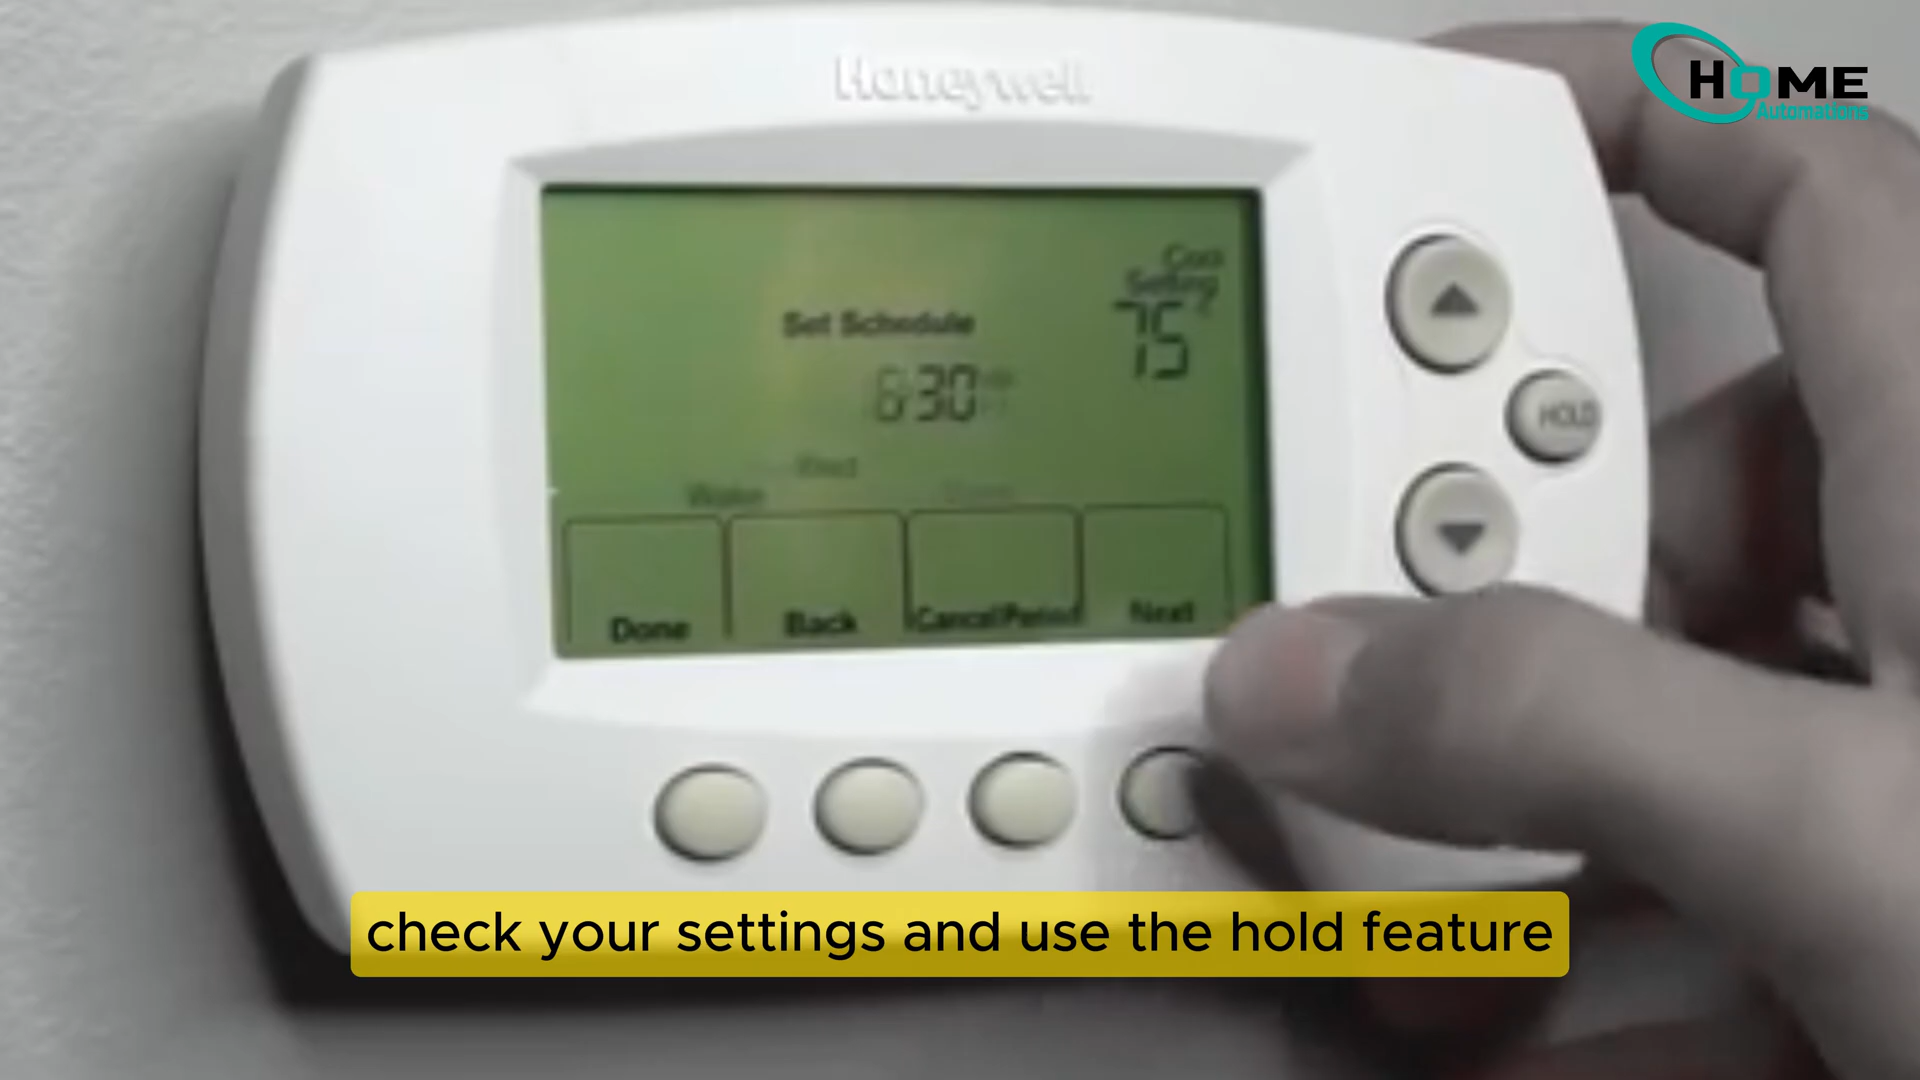 Honeywell
HOME
Automations
Cool
Setting
75°
Set Schedule
6:30
Wed
Wake
HOLD
Done
Back
Cancel Period
Next
check your settings and use the hold feature